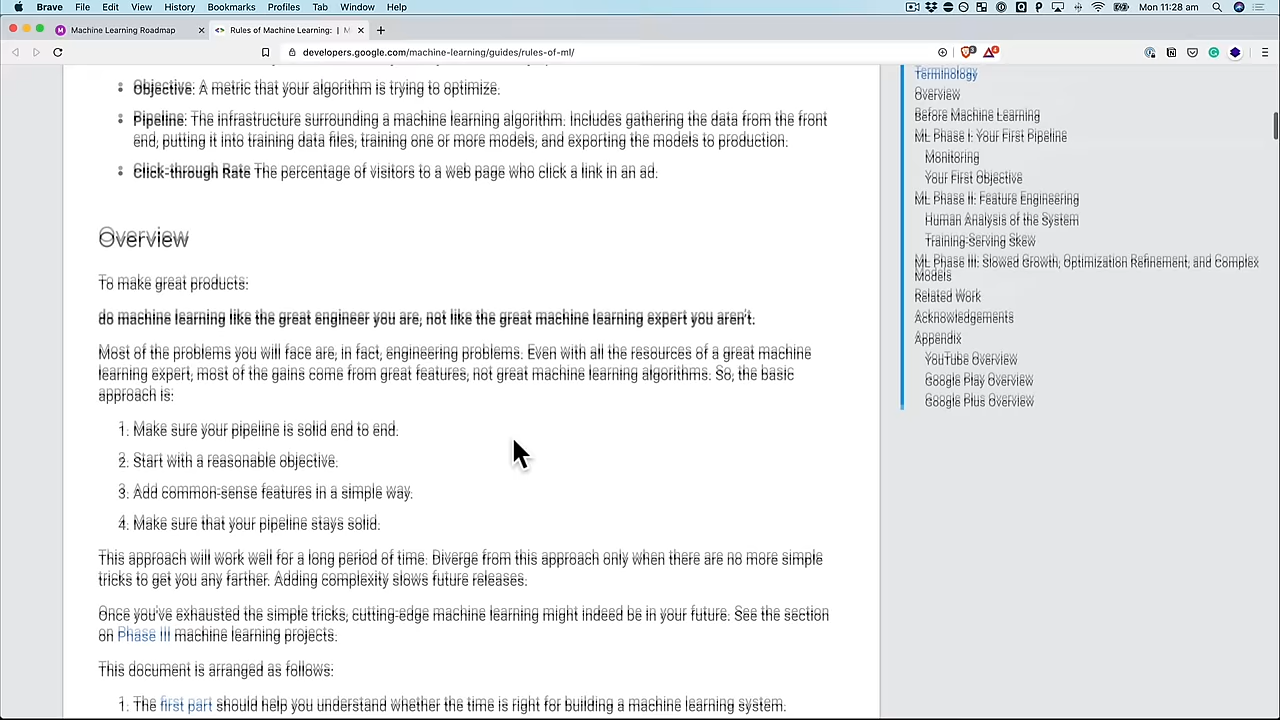 Brave File Edit View History Bookmarks Profiles Tab Window Help Mon 11:28 am
Machine Learning Roadmap Rules of Machine Learning: | M
developers.google.com/machine-learning/guides/rules-of-ml/
Objective: A metric that your algorithm is trying to optimize.
Pipeline: The infrastructure surrounding a machine learning algorithm. Includes gathering the data from the front
end, putting it into training data files, training one or more models, and exporting the models to production.
Click-through Rate The percentage of visitors to a web page who click a link in an ad.
Overview
To make great products:
do machine learning like the great engineer you are, not like the great machine learning expert you aren't.
Most of the problems you will face are, in fact, engineering problems. Even with all the resources of a great machine
learning expert, most of the gains come from great features, not great machine learning algorithms. So, the basic
approach is:
1. Make sure your pipeline is solid end to end.
2. Start with a reasonable objective.
3. Add common-sense features in a simple way.
4. Make sure that your pipeline stays solid.
This approach will work well for a long period of time. Diverge from this approach only when there are no more simple
tricks to get you any farther. Adding complexity slows future releases.
Once you've exhausted the simple tricks, cutting-edge machine learning might indeed be in your future. See the section
on Phase III machine learning projects.
This document is arranged as follows:
1. The first part should help you understand whether the time is right for building a machine learning system.
Terminology
Overview
Before Machine Learning
ML Phase I: Your First Pipeline
Monitoring
Your First Objective
ML Phase II: Feature Engineering
Human Analysis of the System
Training-Serving Skew
ML Phase III: Slowed Growth, Optimization Refinement, and Complex
Models
Related Work
Acknowledgements
Appendix
YouTube Overview
Google Play Overview
Google Plus Overview